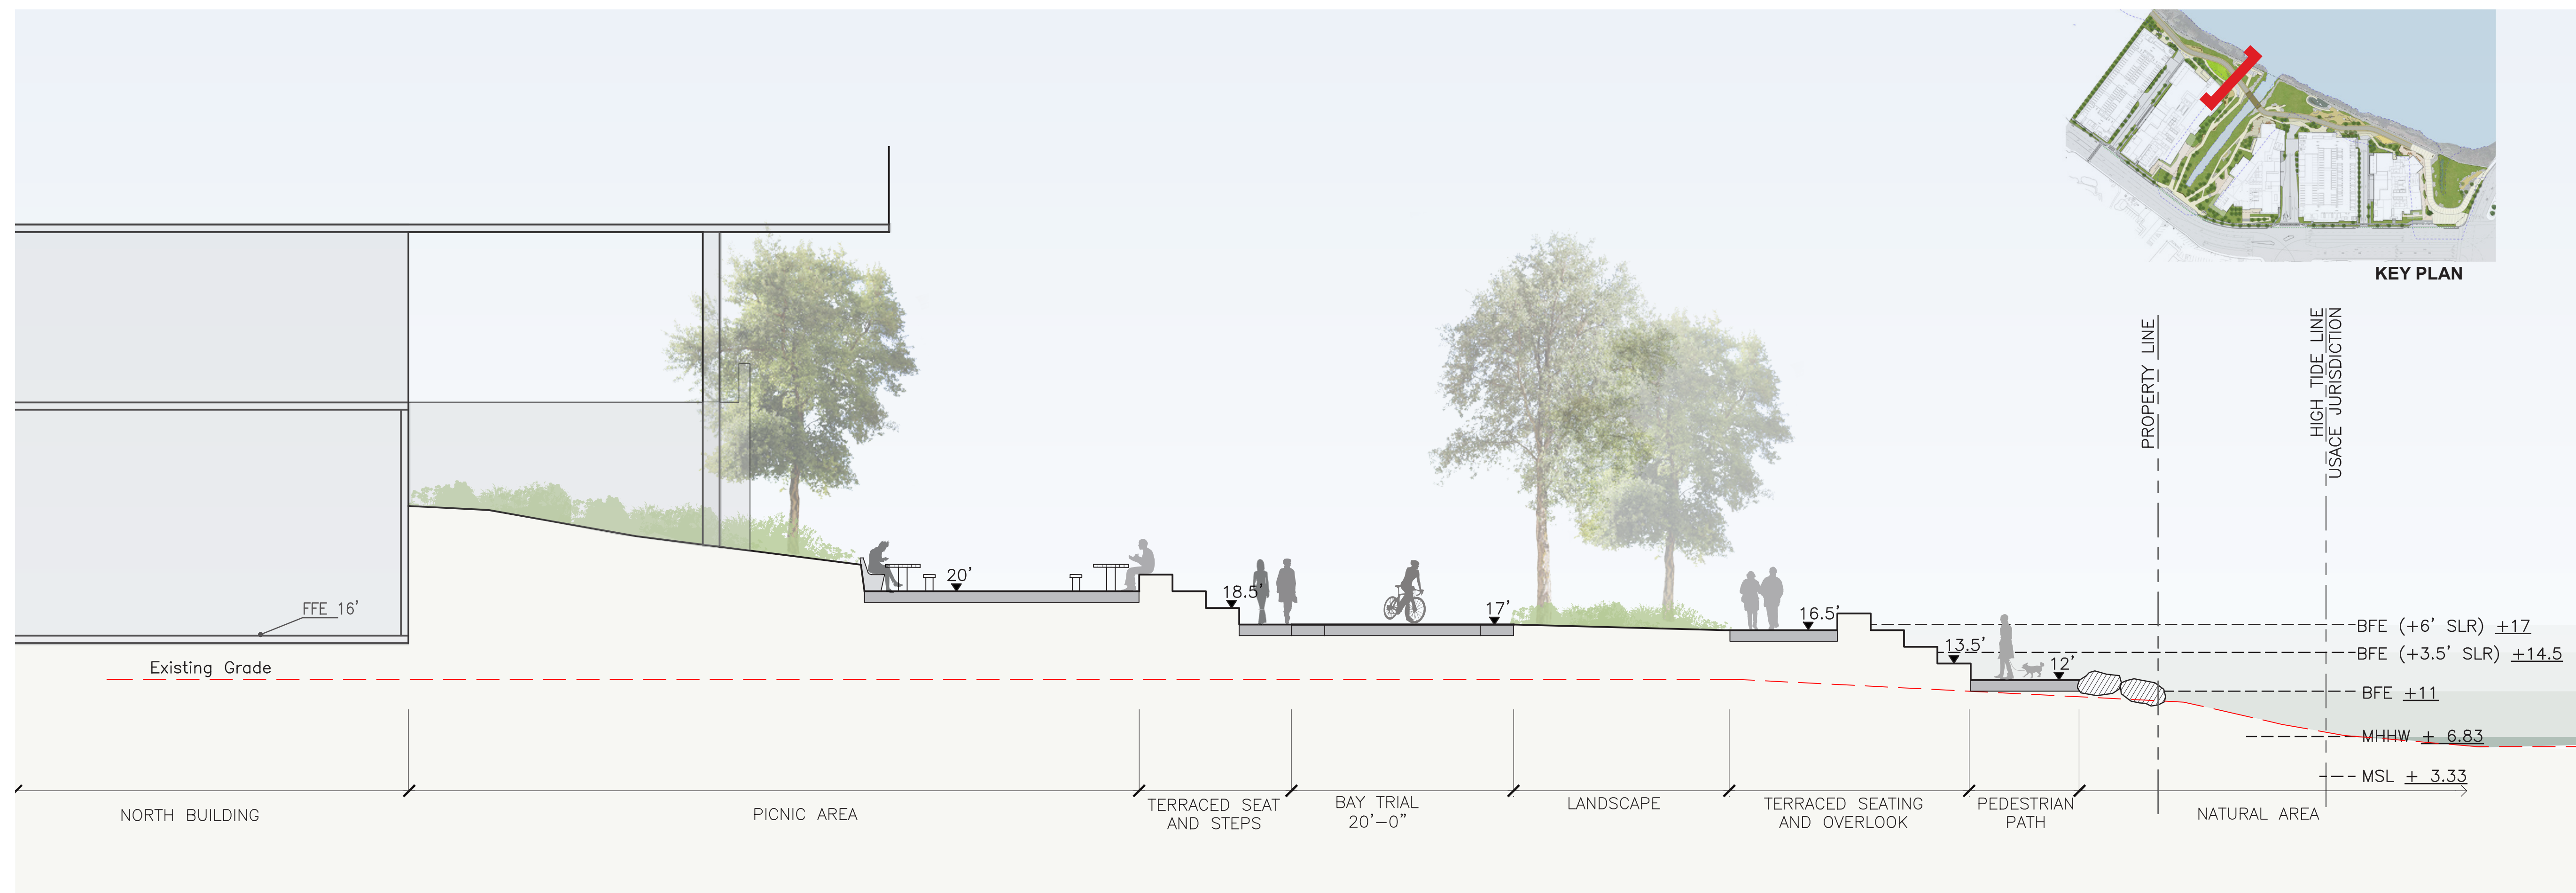 KEY PLAN
PROPERTY LINE
HIGH TIDE LINE
USACE JURISDICTION
20'
18.5'
17'
16.5'
13.5'
12'
FFE 16'
Existing Grade
BFE (+6' SLR) +17
BFE (+3.5' SLR) +14.5
BFE +11
MHHW + 6.83
MSL + 3.33
NORTH BUILDING
PICNIC AREA
TERRACED SEAT
AND STEPS
BAY TRIAL
20'-0"
LANDSCAPE
TERRACED SEATING
AND OVERLOOK
PEDESTRIAN
PATH
NATURAL AREA